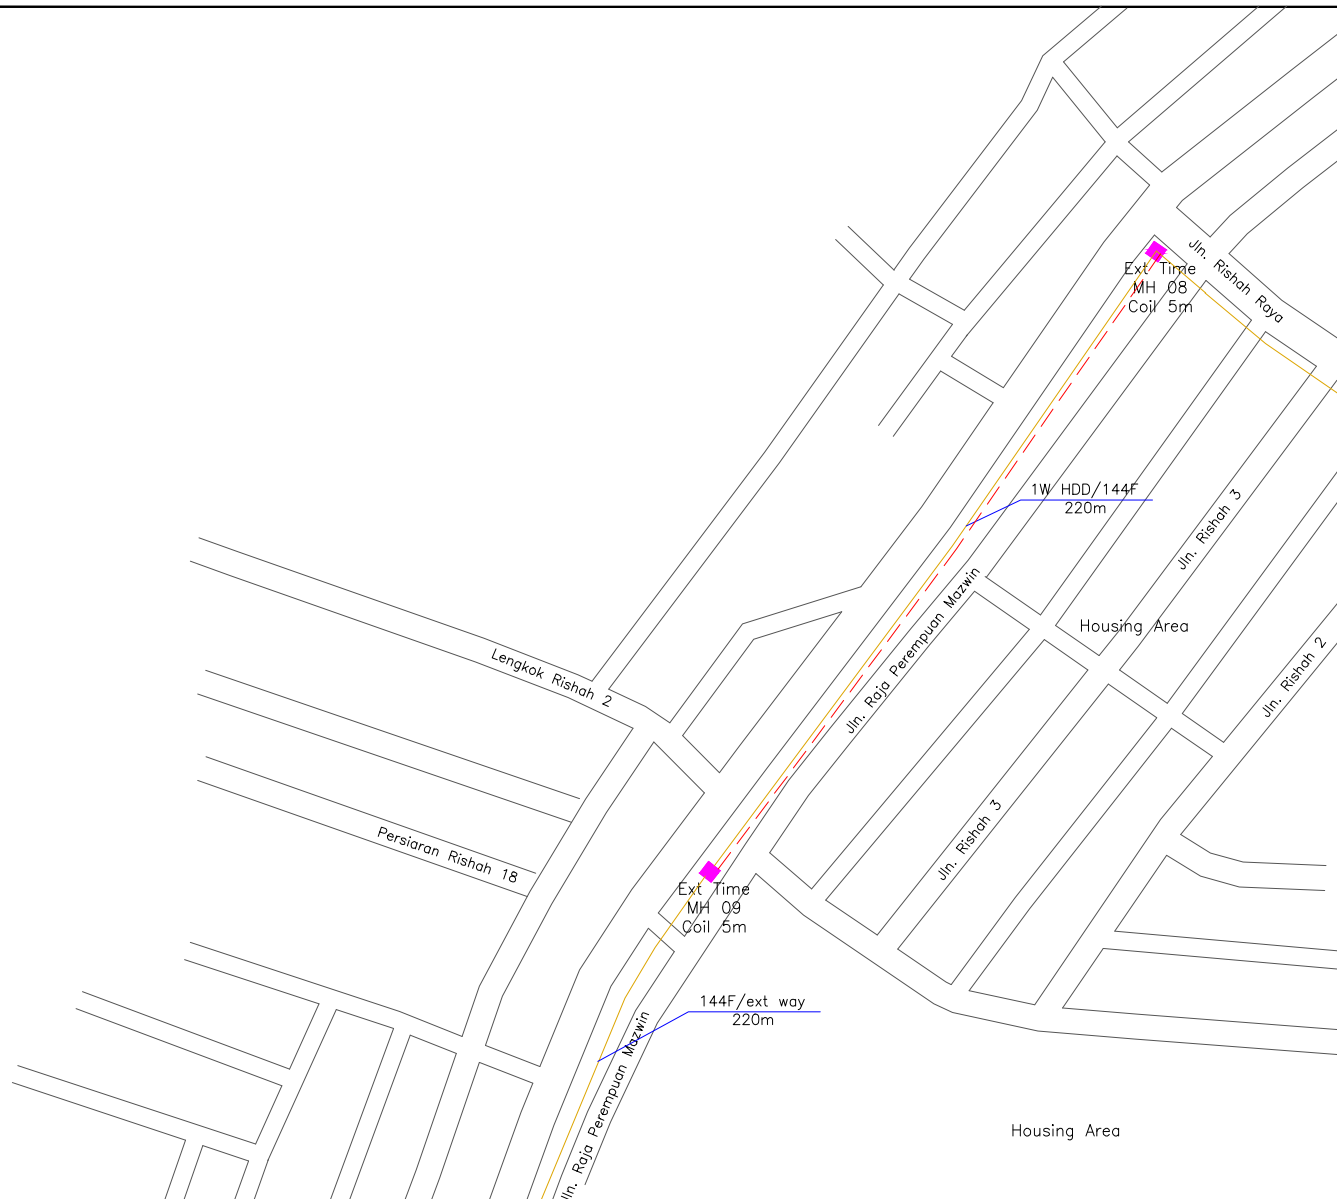 Jln. Rishah Raya
Ext Time
MH 08
Coil 5m
1W HDD/144F
220m
Jln. Rishah 3
Jln. Raja Perempuan Mazwin
Housing Area
Jln. Rishah 2
Lengkok Rishah 2
Persiaran Rishah 18
Jln. Rishah 3
Ext Time
MH 09
Coil 5m
144F/ext way
220m
Jln. Raja Perempuan Mazwin
Housing Area